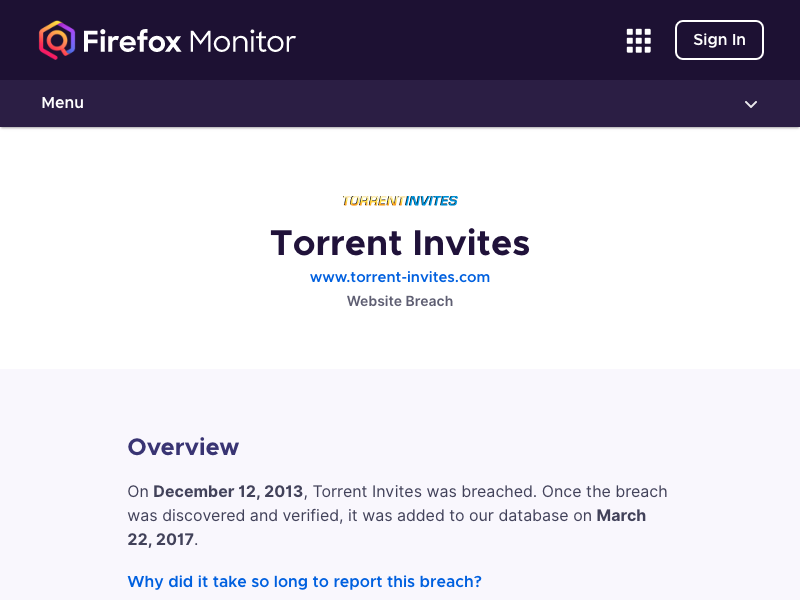 Firefox Monitor
Sign In
Menu
TORRENTINVITES
Torrent Invites
www.torrent-invites.com
Website Breach
Overview
On December 12, 2013, Torrent Invites was breached. Once the breach
was discovered and verified, it was added to our database on March
22, 2017.
Why did it take so long to report this breach?